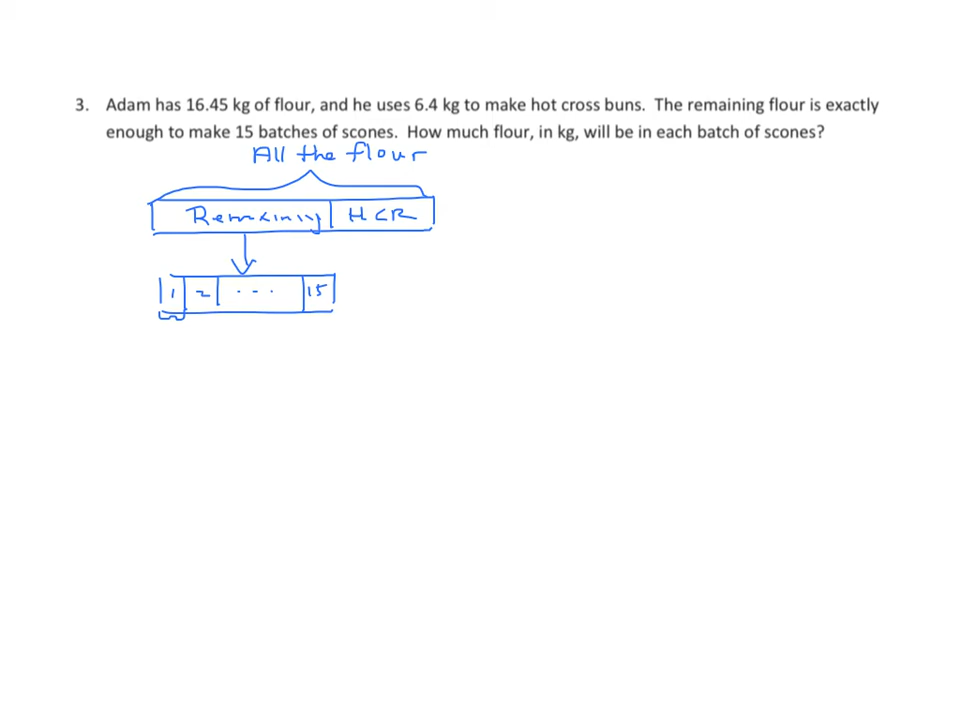 3. Adam has 16.45 kg of flour, and he uses 6.4 kg to make hot cross buns. The remaining flour is exactly
enough to make 15 batches of scones. How much flour, in kg, will be in each batch of scones?
All the flour
Remaining HCR
1 2 ... 15